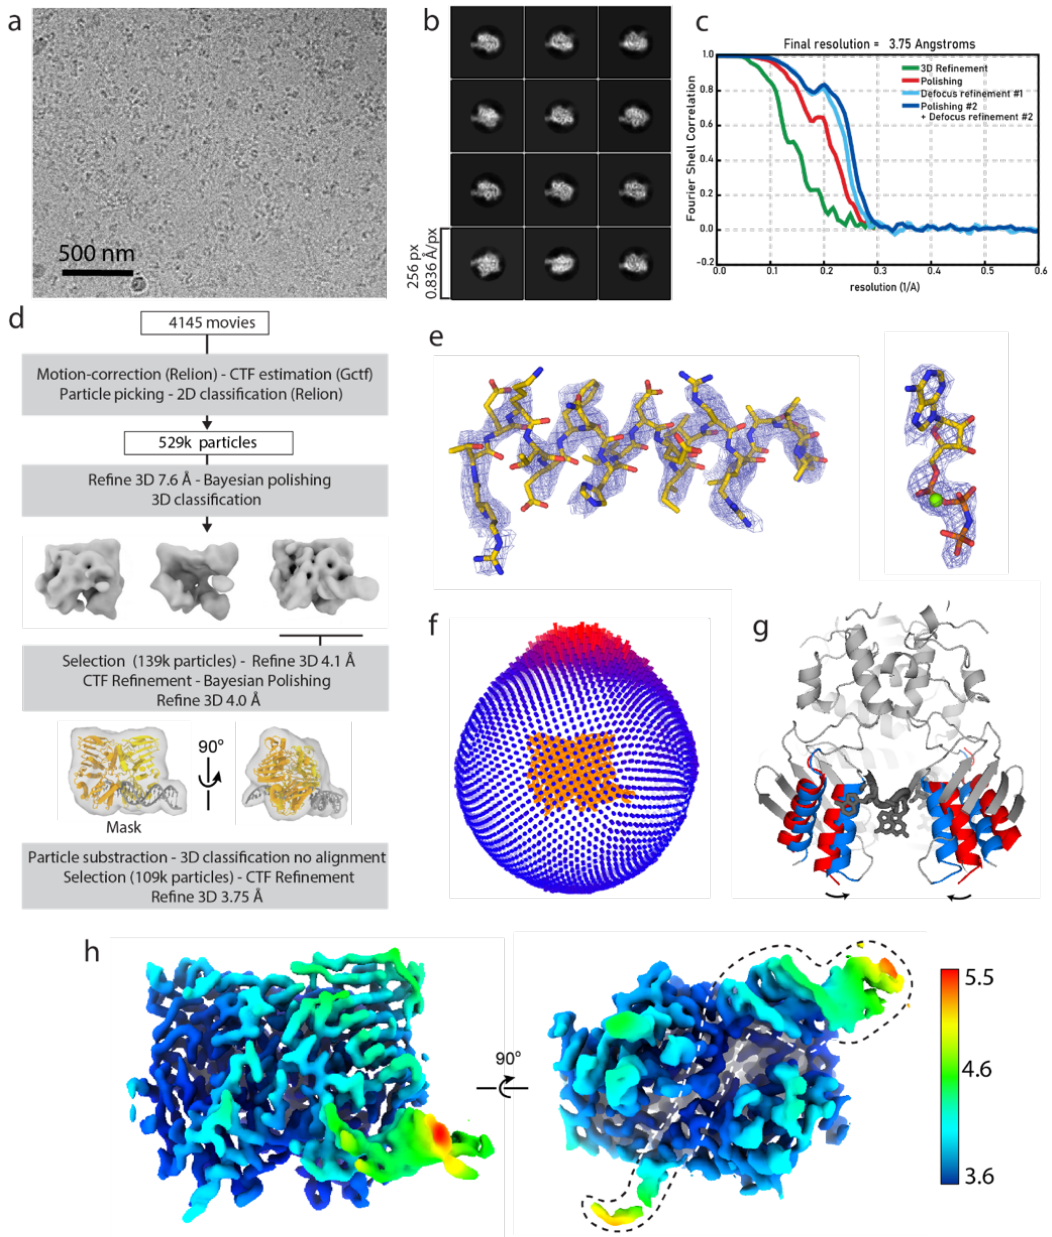 a
500 nm
b
256 px
0.836 Å/px
c
Final resolution = 3.75 Angstroms
Fourier Shell Correlation
1.0
0.8
0.6
0.4
0.2
0.0
−0.2
3D Refinement
Polishing
Defocus refinement #1
Polishing #2
+ Defocus refinement #2
0.0 0.1 0.2 0.3 0.4 0.5 0.6
resolution (1/A)
d
4145 movies
Motion-correction (Relion) - CTF estimation (Gctf)
Particle picking - 2D classification (Relion)
529k particles
Refine 3D 7.6 Å - Bayesian polishing
3D classification
Selection (139k particles) - Refine 3D 4.1 Å
CTF Refinement - Bayesian Polishing
Refine 3D 4.0 Å
90°
Mask
Particle substraction - 3D classification no alignment
Selection (109k particles) - CTF Refinement
Refine 3D 3.75 Å
e
f
g
h
90°
5.5
4.6
3.6